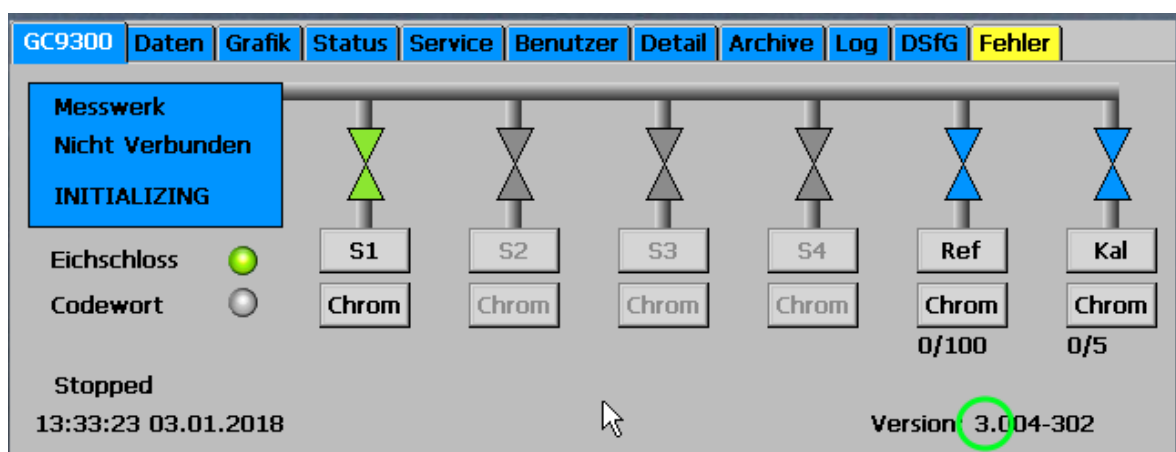 GC9300 Daten Grafik Status Service Benutzer Detail Archive Log DSfG Fehler
Messwerk
Nicht Verbunden
INITIALIZING
Eichschloss
S1 S2 S3 S4 Ref Kal
Codewort
Chrom Chrom Chrom Chrom Chrom Chrom
0/100 0/5
Stopped
13:33:23 03.01.2018
Version: 3.004-302